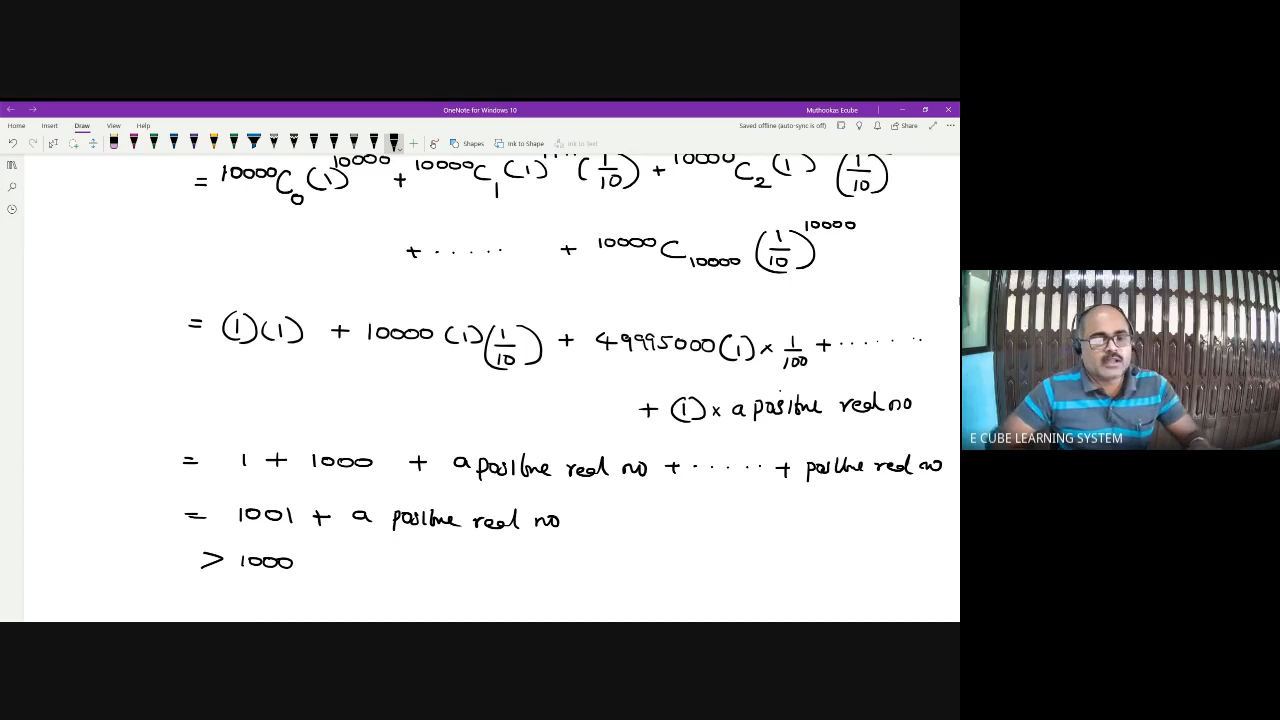 OneNote for Windows 10
Muthookas Ecube
Home Insert Draw View Help
Saved offline (auto-sync is off) Share
Shapes Ink to Shape Ink to Text
= ¹⁰⁰⁰⁰C₀ (1)¹⁰⁰⁰⁰ + ¹⁰⁰⁰⁰C₁ (1) (1/10) + ¹⁰⁰⁰⁰C₂ (1) (1/10)
+ ...... + ¹⁰⁰⁰⁰C₁₀₀₀₀ (1/10)¹⁰⁰⁰⁰
= (1)(1) + 10000 (1)(1/10) + 49995000 (1) × 1/100 + .......
+ (1) × a positive real no
= 1 + 1000 + a positive real no + ...... + positive real no
= 1001 + a positive real no
> 1000
E CUBE LEARNING SYSTEM